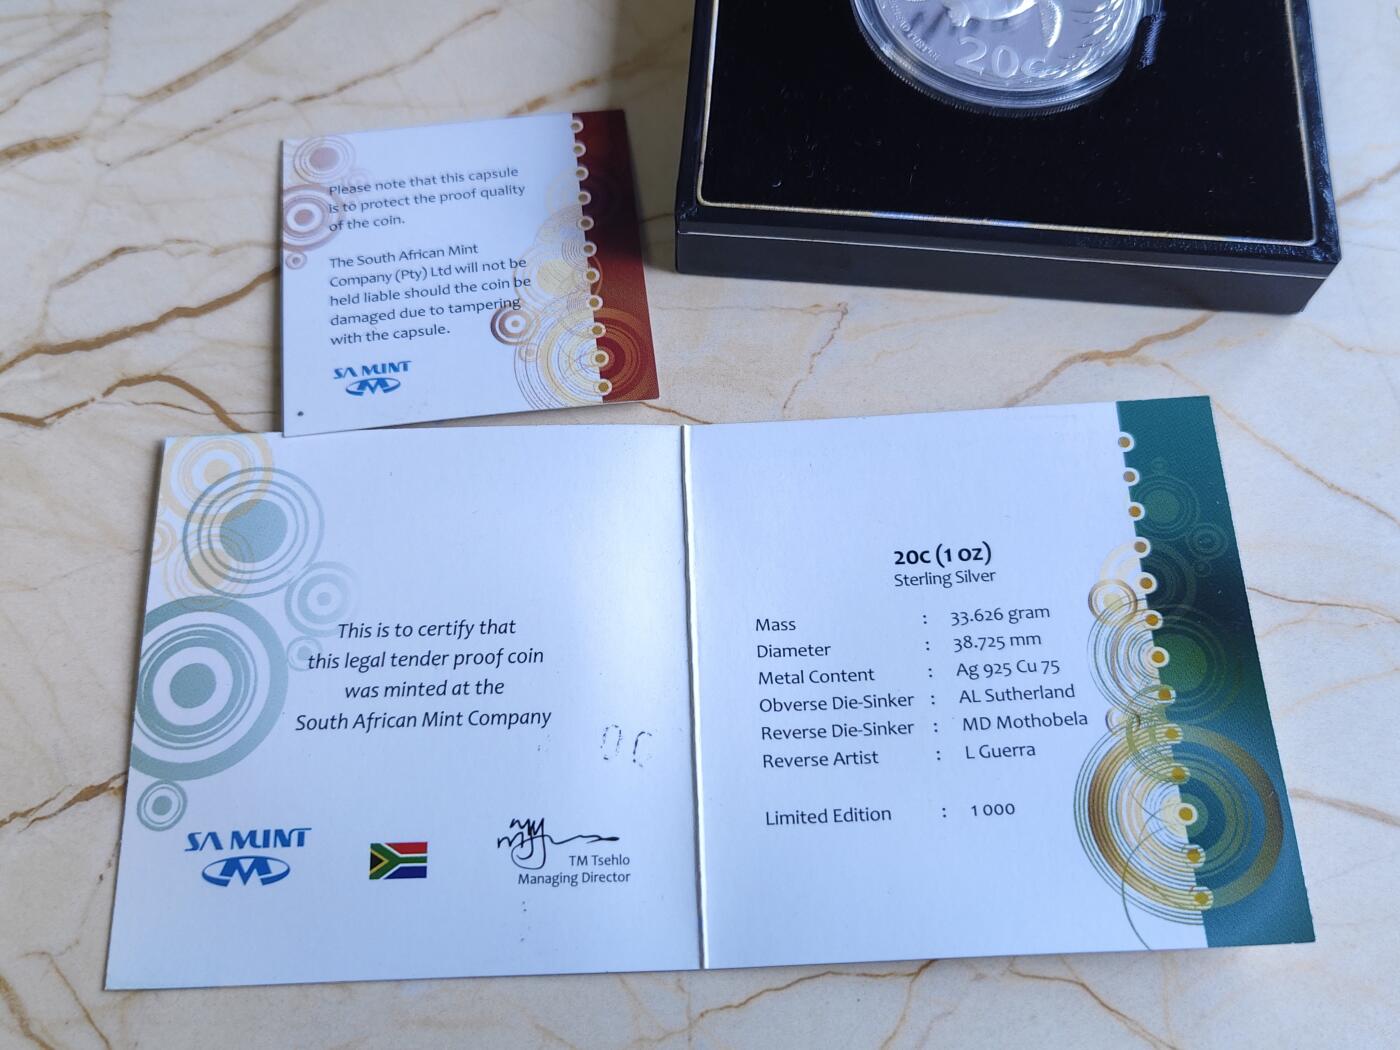 20c
Please note that this capsule
is to protect the proof quality
of the coin.
The South African Mint
Company (Pty) Ltd will not be
held liable should the coin be
damaged due to tampering
with the capsule.
SA MINT
This is to certify that
this legal tender proof coin
was minted at the
South African Mint Company
SA MINT
TM Tsehlo
Managing Director
20c (1 oz)
Sterling Silver
Mass : 33.626 gram
Diameter : 38.725 mm
Metal Content : Ag 925 Cu 75
Obverse Die-Sinker : AL Sutherland
Reverse Die-Sinker : MD Mothobela
Reverse Artist : L Guerra
Limited Edition : 1 000